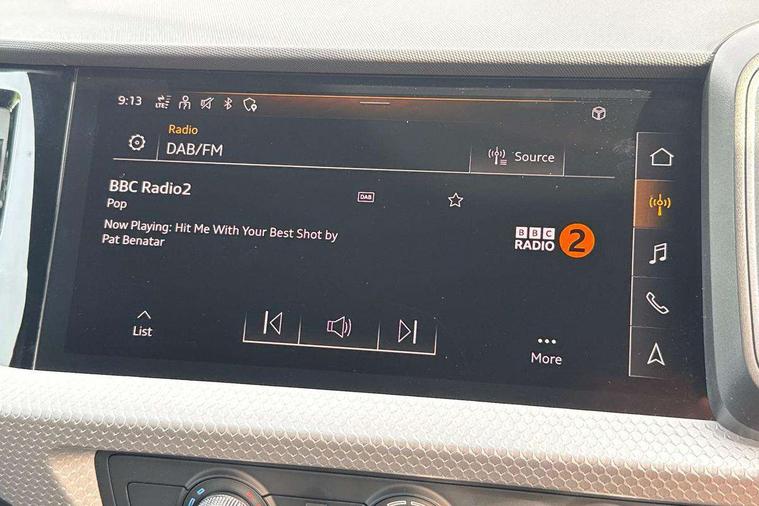 9:13
LTE
Radio
DAB/FM
Source
BBC Radio2
DAB
Pop
Now Playing: Hit Me With Your Best Shot by
Pat Benatar
BBC
RADIO 2
List
More